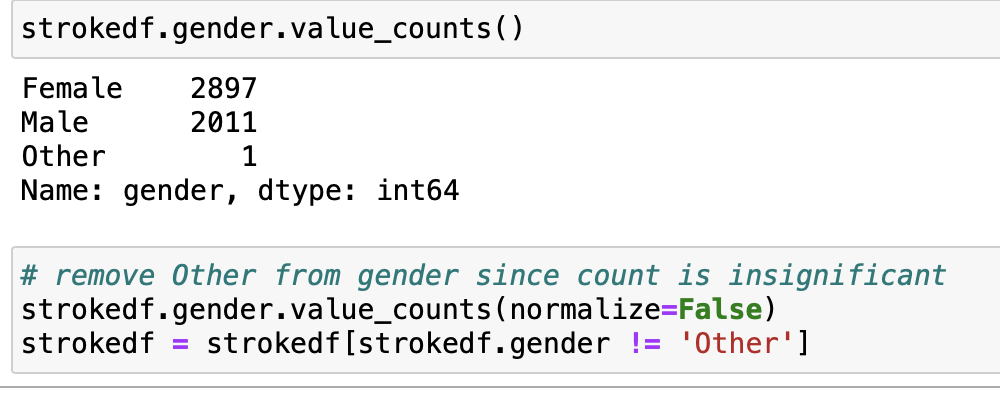 strokedf.gender.value_counts()
Female    2897
Male      2011
Other        1
Name: gender, dtype: int64
# remove Other from gender since count is insignificant
strokedf.gender.value_counts(normalize=False)
strokedf = strokedf[strokedf.gender != 'Other']